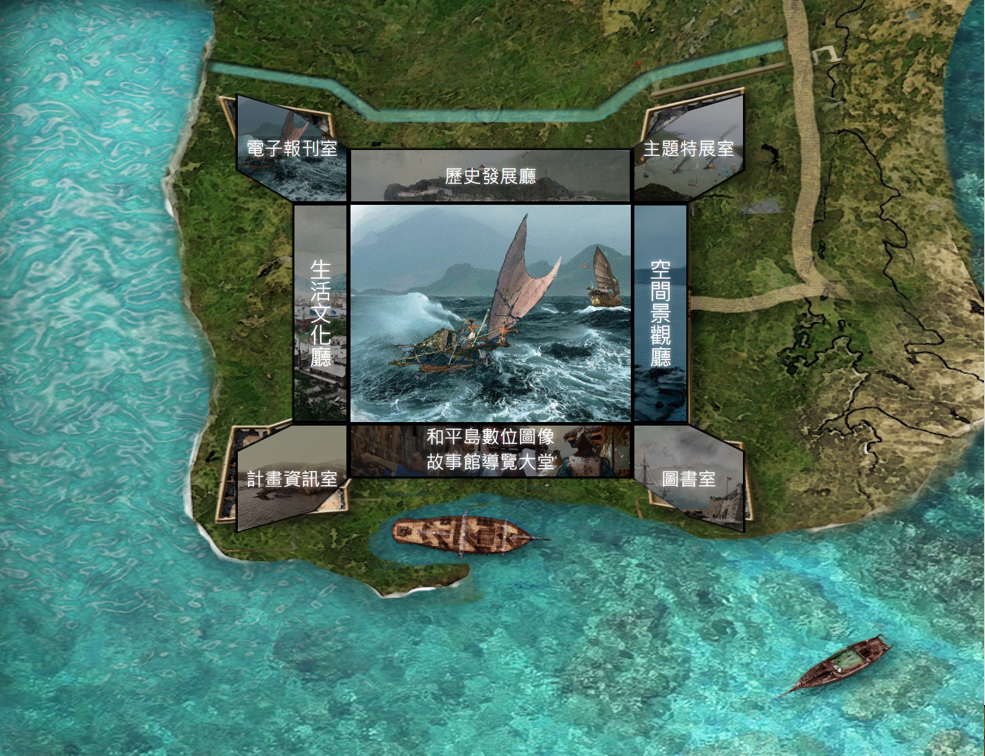 電子報刊室
主題特展室
歷史發展廳
生活文化廳
空間景觀廳
和平島數位圖像
故事館導覽大堂
計畫資訊室
圖書室